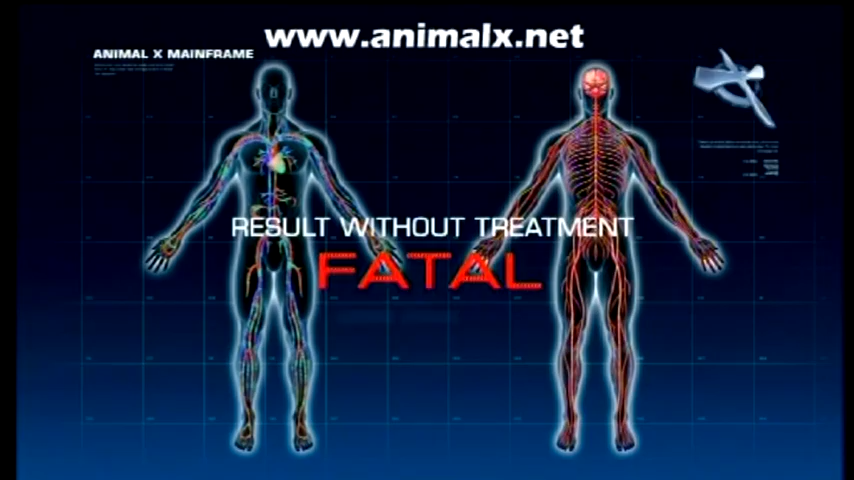 www.animalx.net
ANIMAL X MAINFRAME
RESULT WITHOUT TREATMENT
FATAL